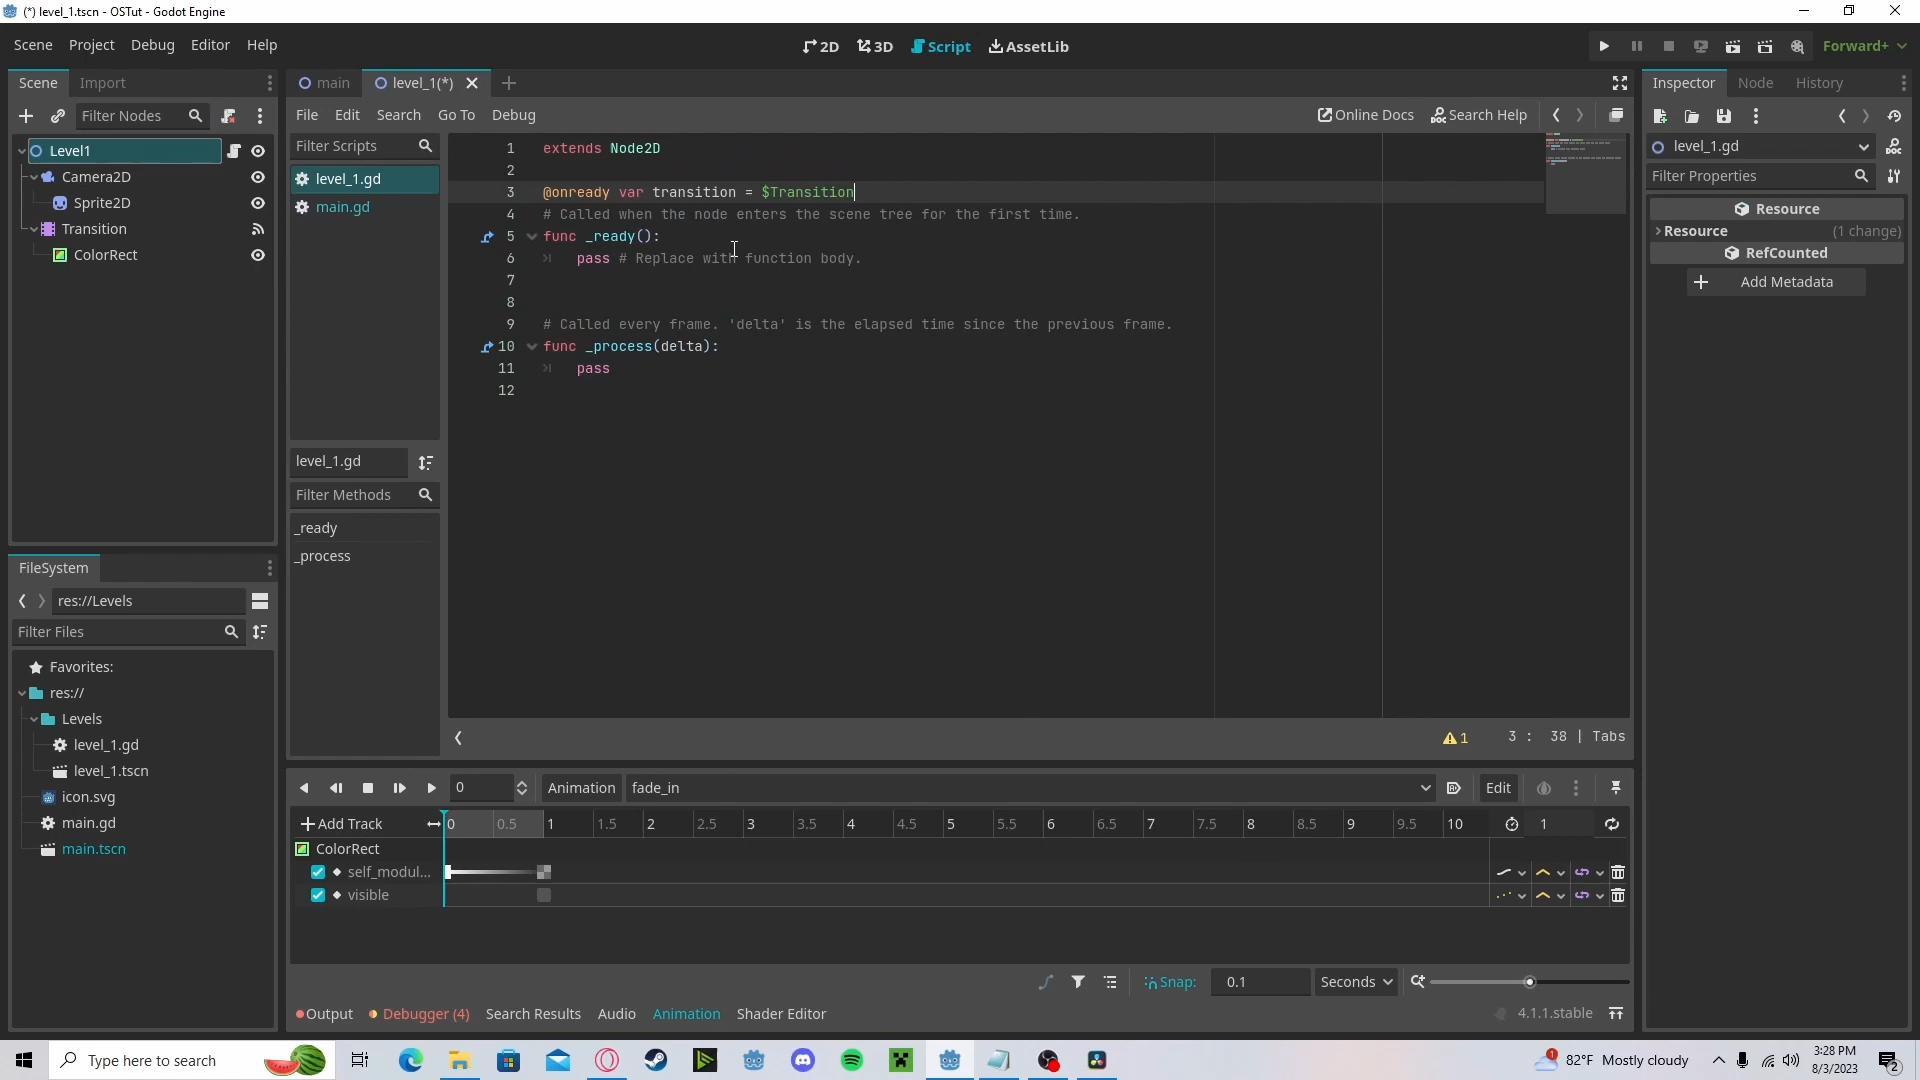 (*) level_1.tscn - OSTut - Godot Engine
Scene Project Debug Editor Help
2D 3D Script AssetLib
Forward+
Scene Import
Filter Nodes
Level1
Camera2D
Sprite2D
Transition
ColorRect
FileSystem
res://Levels
Filter Files
Favorites:
res://
Levels
level_1.gd
level_1.tscn
icon.svg
main.gd
main.tscn
main level_1(*)
File Edit Search Go To Debug
Online Docs Search Help
Filter Scripts
level_1.gd
main.gd
level_1.gd
Filter Methods
_ready
_process
1 extends Node2D
2
3 @onready var transition = $Transition
4 # Called when the node enters the scene tree for the first time.
5 func _ready():
6 pass # Replace with function body.
7
8
9 # Called every frame. 'delta' is the elapsed time since the previous frame.
10 func _process(delta):
11 pass
12
1 3 : 38 | Tabs
0 Animation fade_in Edit
Add Track 0 0.5 1 1.5 2 2.5 3 3.5 4 4.5 5 5.5 6 6.5 7 7.5 8 8.5 9 9.5 10 1
ColorRect
self_modul...
visible
Snap: 0.1 Seconds
Output Debugger (4) Search Results Audio Animation Shader Editor 4.1.1.stable
Inspector Node History
level_1.gd
Filter Properties
Resource
Resource (1 change)
RefCounted
Add Metadata
Type here to search
1
82°F Mostly cloudy
3:28 PM
8/3/2023
2